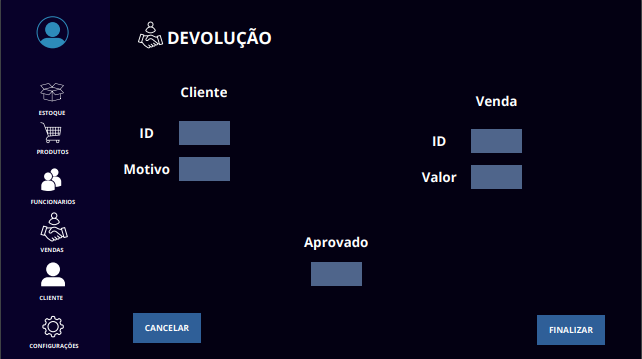 DEVOLUÇÃO
Cliente
Venda
ID
ID
Motivo
Valor
Aprovado
CANCELAR
FINALIZAR
ESTOQUE
PRODUTOS
FUNCIONARIOS
VENDAS
CLIENTE
CONFIGURAÇÕES